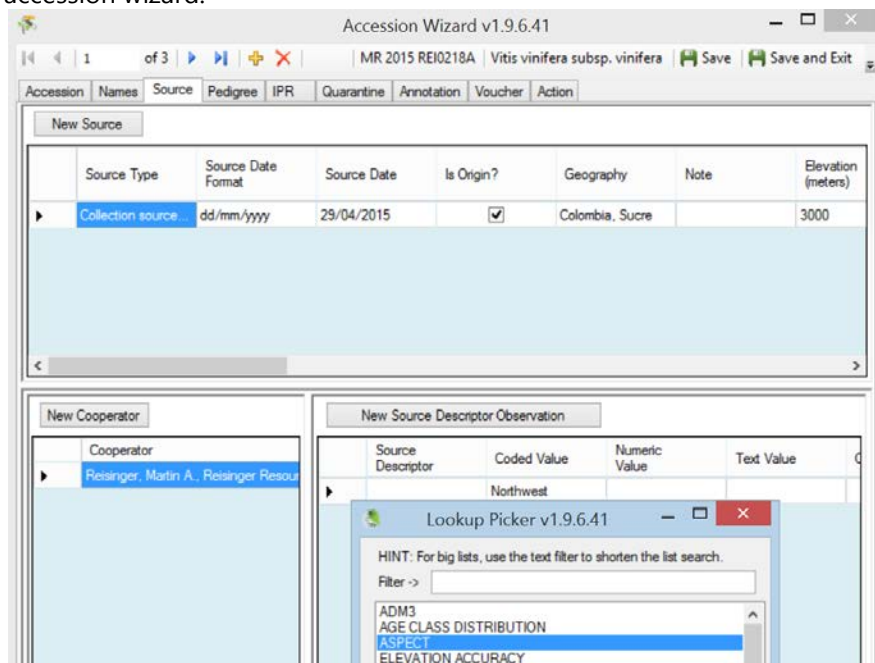 accession wizard.
Accession Wizard v1.9.6.41
1 of 3 MR 2015 REI0218A Vitis vinifera subsp. vinifera Save Save and Exit
Accession Names Source Pedigree IPR Quarantine Annotation Voucher Action
New Source
Source Type Source Date Format Source Date Is Origin? Geography Note Elevation (meters)
Collection source... dd/mm/yyyy 29/04/2015 Colombia, Sucre 3000
New Cooperator New Source Descriptor Observation
Cooperator Source Descriptor Coded Value Numeric Value Text Value
Reisinger, Martin A., Reisinger Resour
Northwest
Lookup Picker v1.9.6.41
HINT: For big lists, use the text filter to shorten the list search.
Filter ->
ADM3
AGE CLASS DISTRIBUTION
ASPECT
ELEVATION ACCURACY